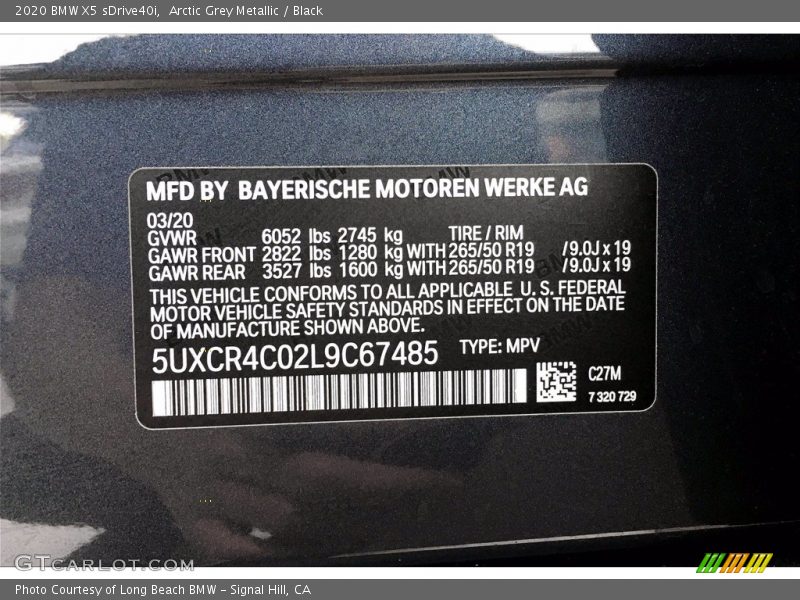 2020 BMW X5 sDrive40i, Arctic Grey Metallic / Black
MFD BY BAYERISCHE MOTOREN WERKE AG
03/20
GVWR 6052 lbs 2745 kg TIRE / RIM
GAWR FRONT 2822 lbs 1280 kg WITH 265/50 R19 /9.0J x 19
GAWR REAR 3527 lbs 1600 kg WITH 265/50 R19 /9.0J x 19
THIS VEHICLE CONFORMS TO ALL APPLICABLE U. S. FEDERAL
MOTOR VEHICLE SAFETY STANDARDS IN EFFECT ON THE DATE
OF MANUFACTURE SHOWN ABOVE.
5UXCR4C02L9C67485 TYPE: MPV
C27M
7 320 729
GTCARLOT.COM
Photo Courtesy of Long Beach BMW - Signal Hill, CA